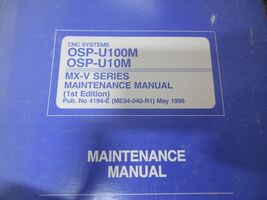 CNC SYSTEMS
OSP-U100M
OSP-U10M
MX-V SERIES
MAINTENANCE MANUAL
(1st Edition)
Pub. No 4194-E (ME34-040-R1) May 1998
MAINTENANCE
MANUAL